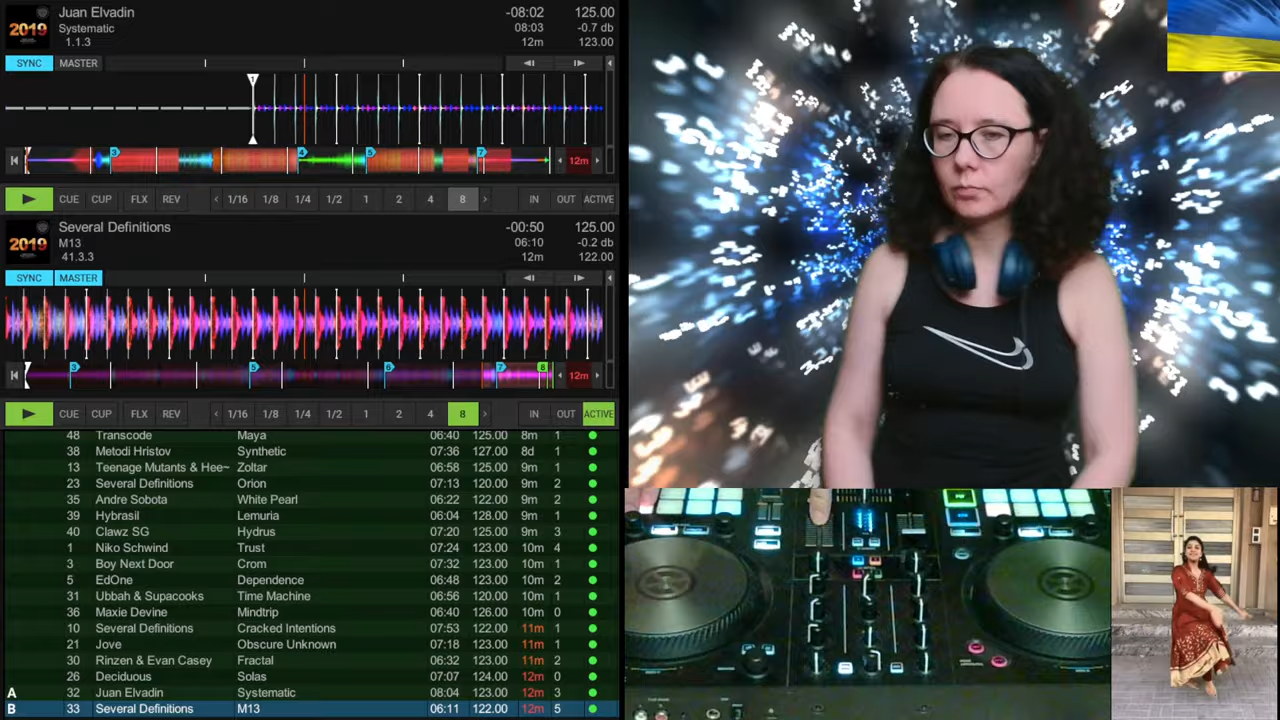 2019 Juan Elvadin -08:02 125.00
Systematic 08:03 -0.7 db
1.1.3 12m 123.00
SYNC MASTER
1
3 4 5 7 12m
CUE CUP FLX REV 1/16 1/8 1/4 1/2 1 2 4 8 IN OUT ACTIVE
2019 Several Definitions -00:50 125.00
M13 06:10 -0.2 db
41.3.3 12m 122.00
SYNC MASTER
3 5 6 7 8 12m
CUE CUP FLX REV 1/16 1/8 1/4 1/2 1 2 4 8 IN OUT ACTIVE
48 Transcode Maya 06:40 125.00 8m 1
38 Metodi Hristov Synthetic 07:36 127.00 8d 1
13 Teenage Mutants & Hee~ Zoltar 06:58 125.00 9m 1
23 Several Definitions Orion 07:13 120.00 9m 2
35 Andre Sobota White Pearl 06:22 122.00 9m 2
39 Hybrasil Lemuria 06:04 128.00 9m 1
40 Clawz SG Hydrus 07:20 125.00 9m 3
1 Niko Schwind Trust 07:24 123.00 10m 4
3 Boy Next Door Crom 07:32 123.00 10m 1
5 EdOne Dependence 06:48 123.00 10m 2
31 Ubbah & Supacooks Time Machine 06:56 120.00 10m 1
36 Maxie Devine Mindtrip 06:40 126.00 10m 0
10 Several Definitions Cracked Intentions 07:53 122.00 11m 1
21 Jove Obscure Unknown 07:18 123.00 11m 1
30 Rinzen & Evan Casey Fractal 06:32 123.00 11m 2
26 Deciduous Solas 07:07 124.00 12m 0
A 32 Juan Elvadin Systematic 08:04 123.00 12m 3
B 33 Several Definitions M13 06:11 122.00 12m 5